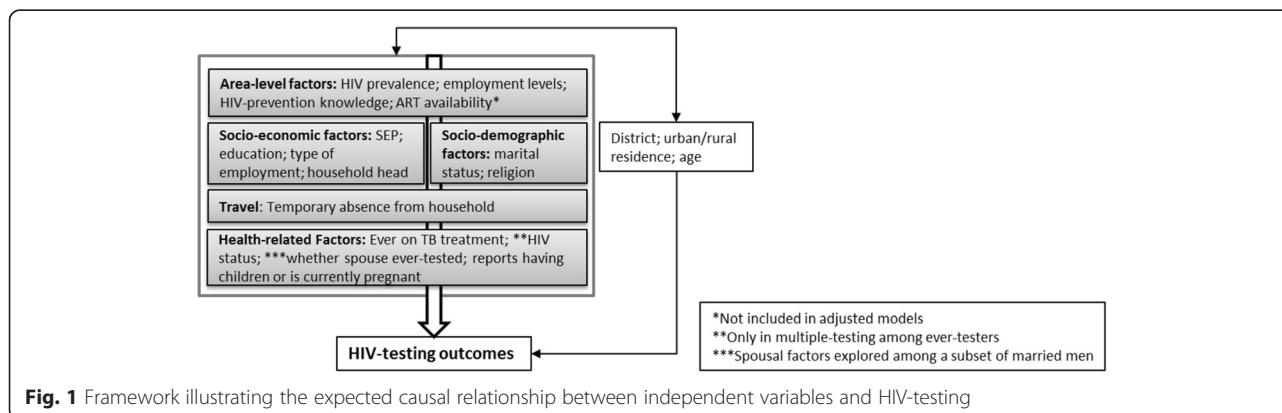 Area-level factors: HIV prevalence; employment levels;
HIV-prevention knowledge; ART availability*
Socio-economic factors: SEP;
education; type of
employment; household head
Socio-demographic
factors: marital
status; religion
District; urban/rural
residence; age
Travel: Temporary absence from household
Health-related Factors: Ever on TB treatment; **HIV
status; ***whether spouse ever-tested; reports having
children or is currently pregnant
HIV-testing outcomes
*Not included in adjusted models
**Only in multiple-testing among ever-testers
***Spousal factors explored among a subset of married men
Fig. 1 Framework illustrating the expected causal relationship between independent variables and HIV-testing